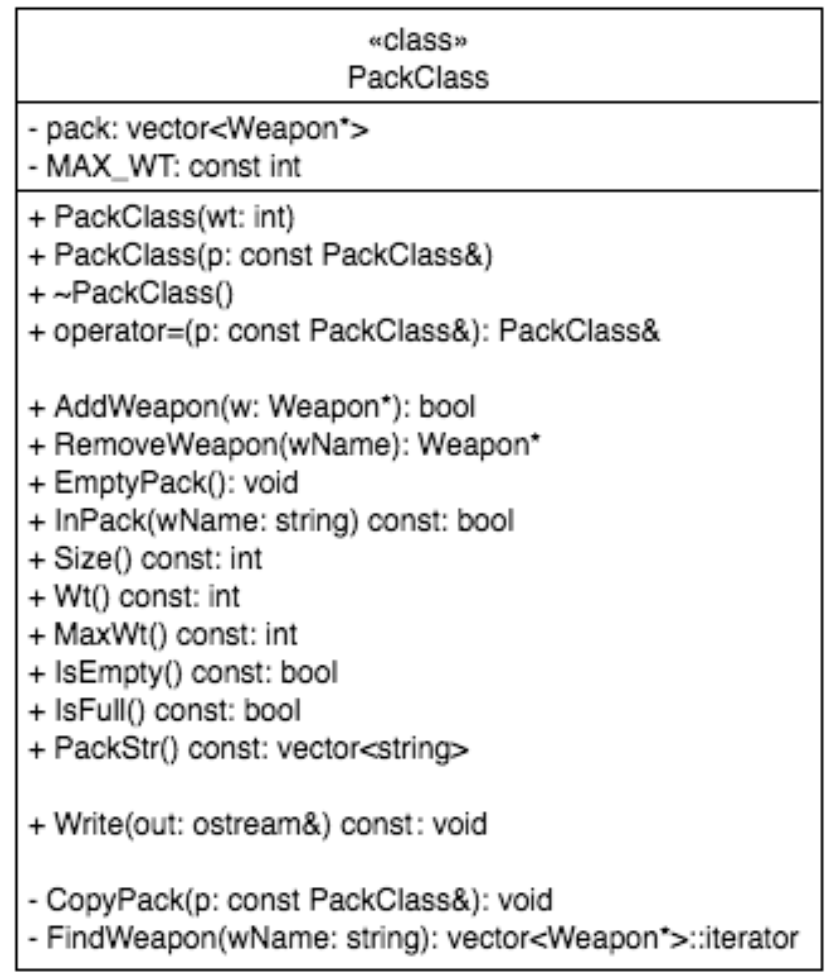 «class»
PackClass
- pack: vector<Weapon*>
- MAX_WT: const int
+ PackClass(wt: int)
+ PackClass(p: const PackClass&)
+ ~PackClass()
+ operator=(p: const PackClass&): PackClass&
+ AddWeapon(w: Weapon*): bool
+ RemoveWeapon(wName): Weapon*
+ EmptyPack(): void
+ InPack(wName: string) const: bool
+ Size() const: int
+ Wt() const: int
+ MaxWt() const: int
+ IsEmpty() const: bool
+ IsFull() const: bool
+ PackStr() const: vector<string>
+ Write(out: ostream&) const: void
- CopyPack(p: const PackClass&): void
- FindWeapon(wName: string): vector<Weapon*>::iterator